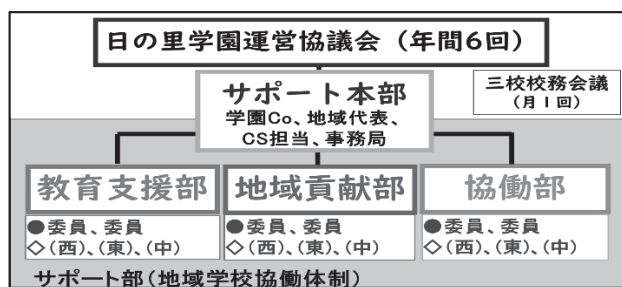 日の里学園運営協議会（年間6回）
サポート本部
学園Co、地域代表、
CS担当、事務局
三校校務会議
（月１回）
教育支援部
●委員、委員
◇（西）、（東）、（中）
地域貢献部
●委員、委員
◇（西）、（東）、（中）
協働部
●委員、委員
◇（西）、（東）、（中）
サポート部（地域学校協働体制）